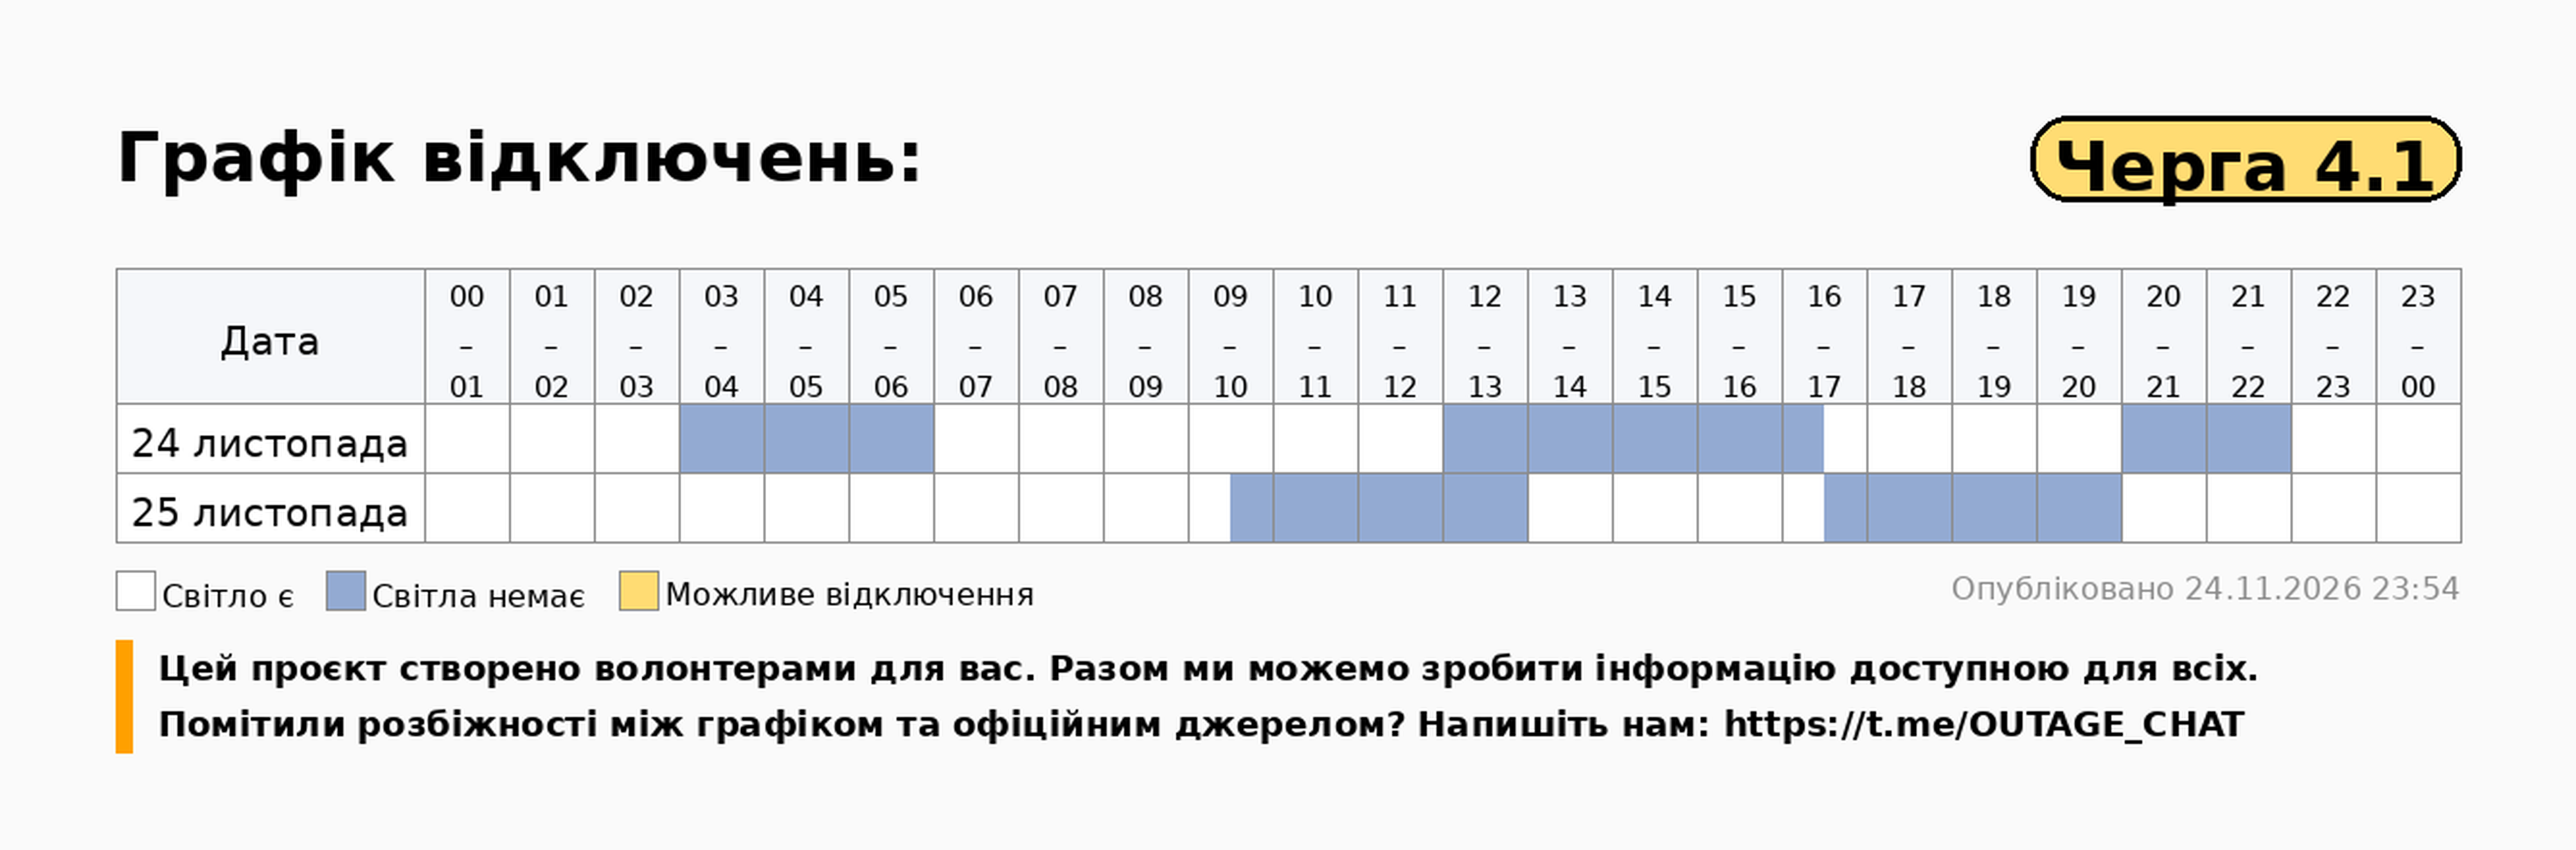 Графік відключень:
Черга 4.1
Дата 00 – 01 01 – 02 02 – 03 03 – 04 04 – 05 05 – 06 06 – 07 07 – 08 08 – 09 09 – 10 10 – 11 11 – 12 12 – 13 13 – 14 14 – 15 15 – 16 16 – 17 17 – 18 18 – 19 19 – 20 20 – 21 21 – 22 22 – 23 23 – 00
24 листопада
25 листопада
Світло є Світла немає Можливе відключення
Опубліковано 24.11.2026 23:54
Цей проєкт створено волонтерами для вас. Разом ми можемо зробити інформацію доступною для всіх.
Помітили розбіжності між графіком та офіційним джерелом? Напишіть нам: https://t.me/OUTAGE_CHAT